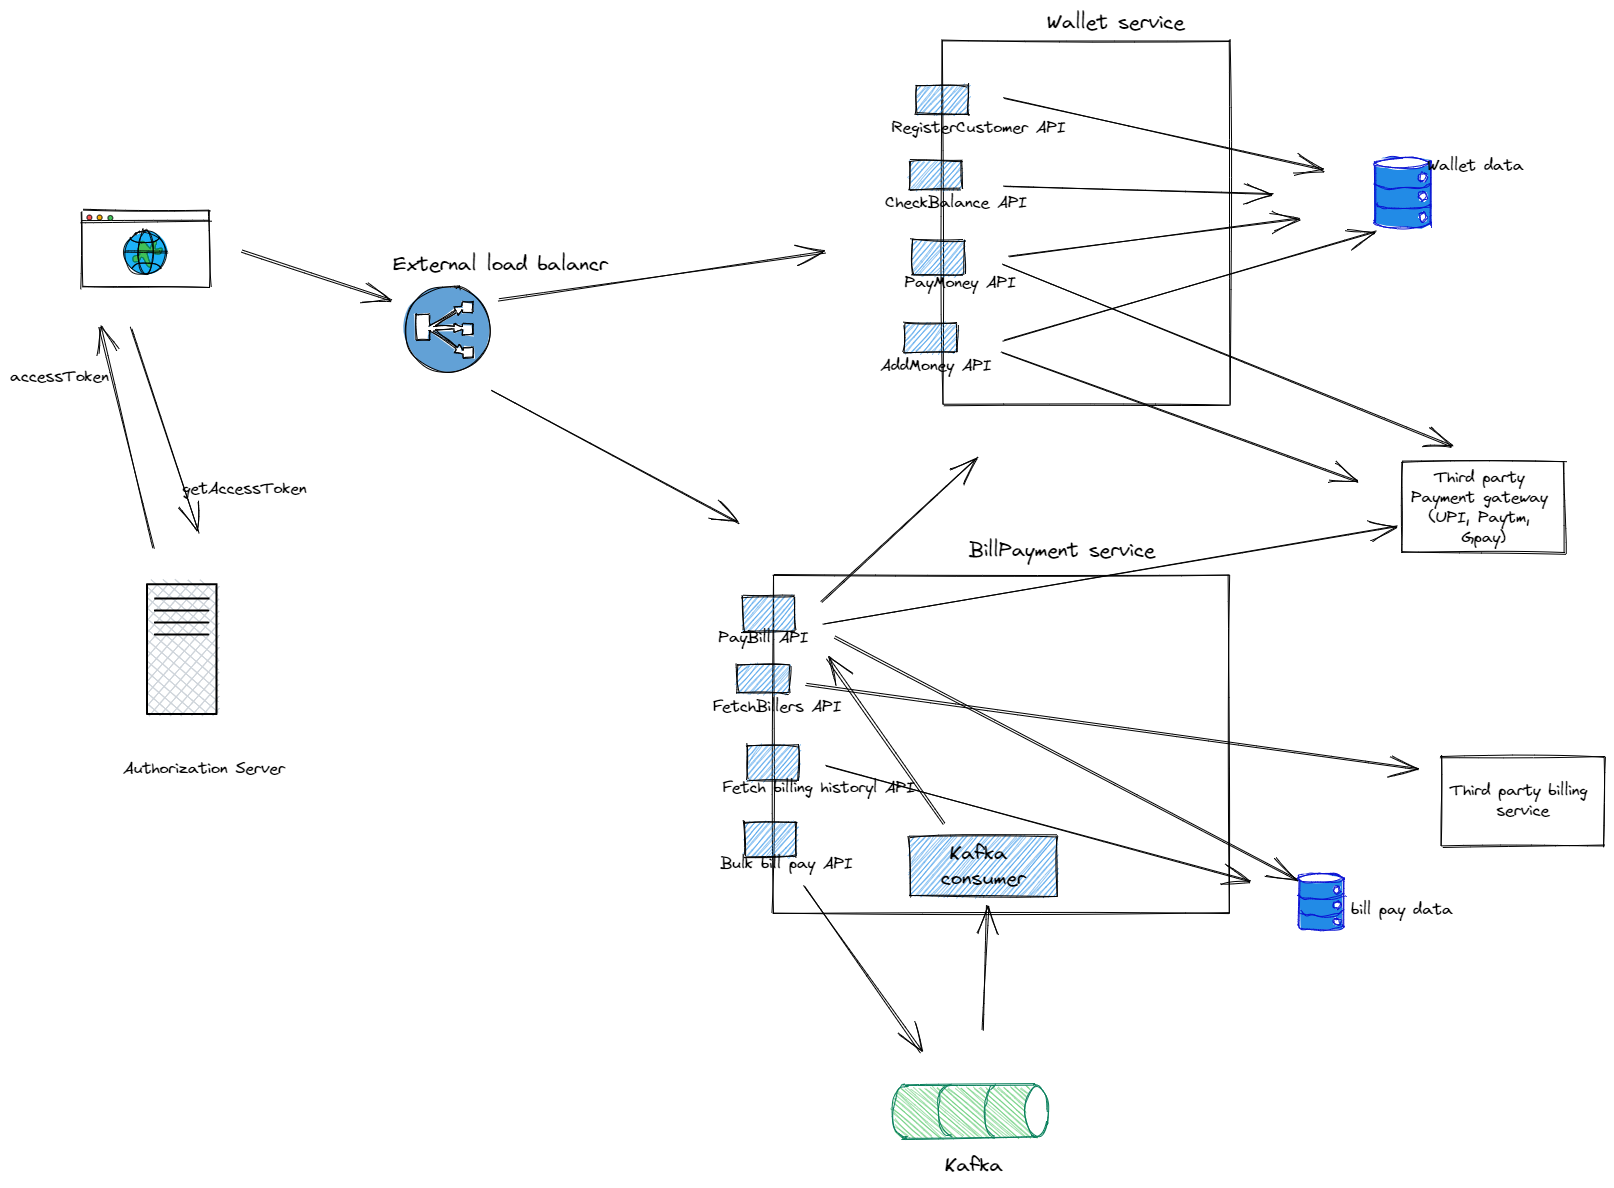 Wallet service
RegisterCustomer API
CheckBalance API
PayMoney API
AddMoney API
Wallet data
External load balancr
accessToken
getAccessToken
Authorization Server
Third party
Payment gateway
(UPI, Paytm,
Gpay)
BillPayment service
PayBill API
FetchBillers API
Fetch billing historyl API
Bulk bill pay API
Kafka
consumer
Third party billing
service
bill pay data
Kafka